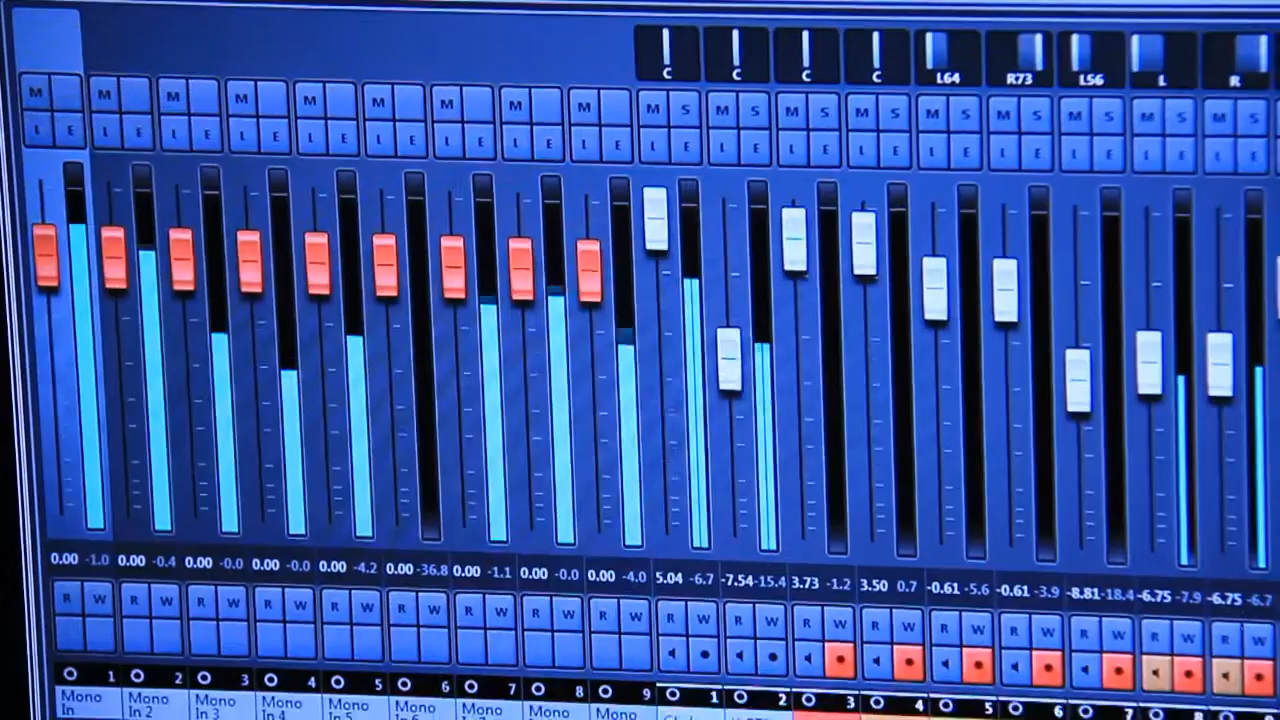 C C C C L64 R73 L56 L R
M M M M M M M M M M S M S M S M S M S M S M S M S M S
L E L E L E L E L E L E L E L E L E L E L E L E L E L E L E L E L E L E
0.00 -1.0 0.00 -0.4 0.00 -0.0 0.00 -0.0 0.00 -4.2 0.00 -36.8 0.00 -1.1 0.00 -0.0 0.00 -4.0 5.04 -6.7 -7.54 -15.4 3.73 -1.2 3.50 0.7 -0.61 -5.6 -0.61 -3.9 -8.81 -18.4 -6.75 -7.9 -6.75 -6.7
R W R W R W R W R W R W R W R W R W R W R W R W R W R W R W R W R W R W
1 2 3 4 5 6 7 8 9 1 2 3 4 5 6 7 8
Mono Mono Mono Mono Mono Mono Mono Mono Mono
In In 2 In 3 In 4 In 5 In 6